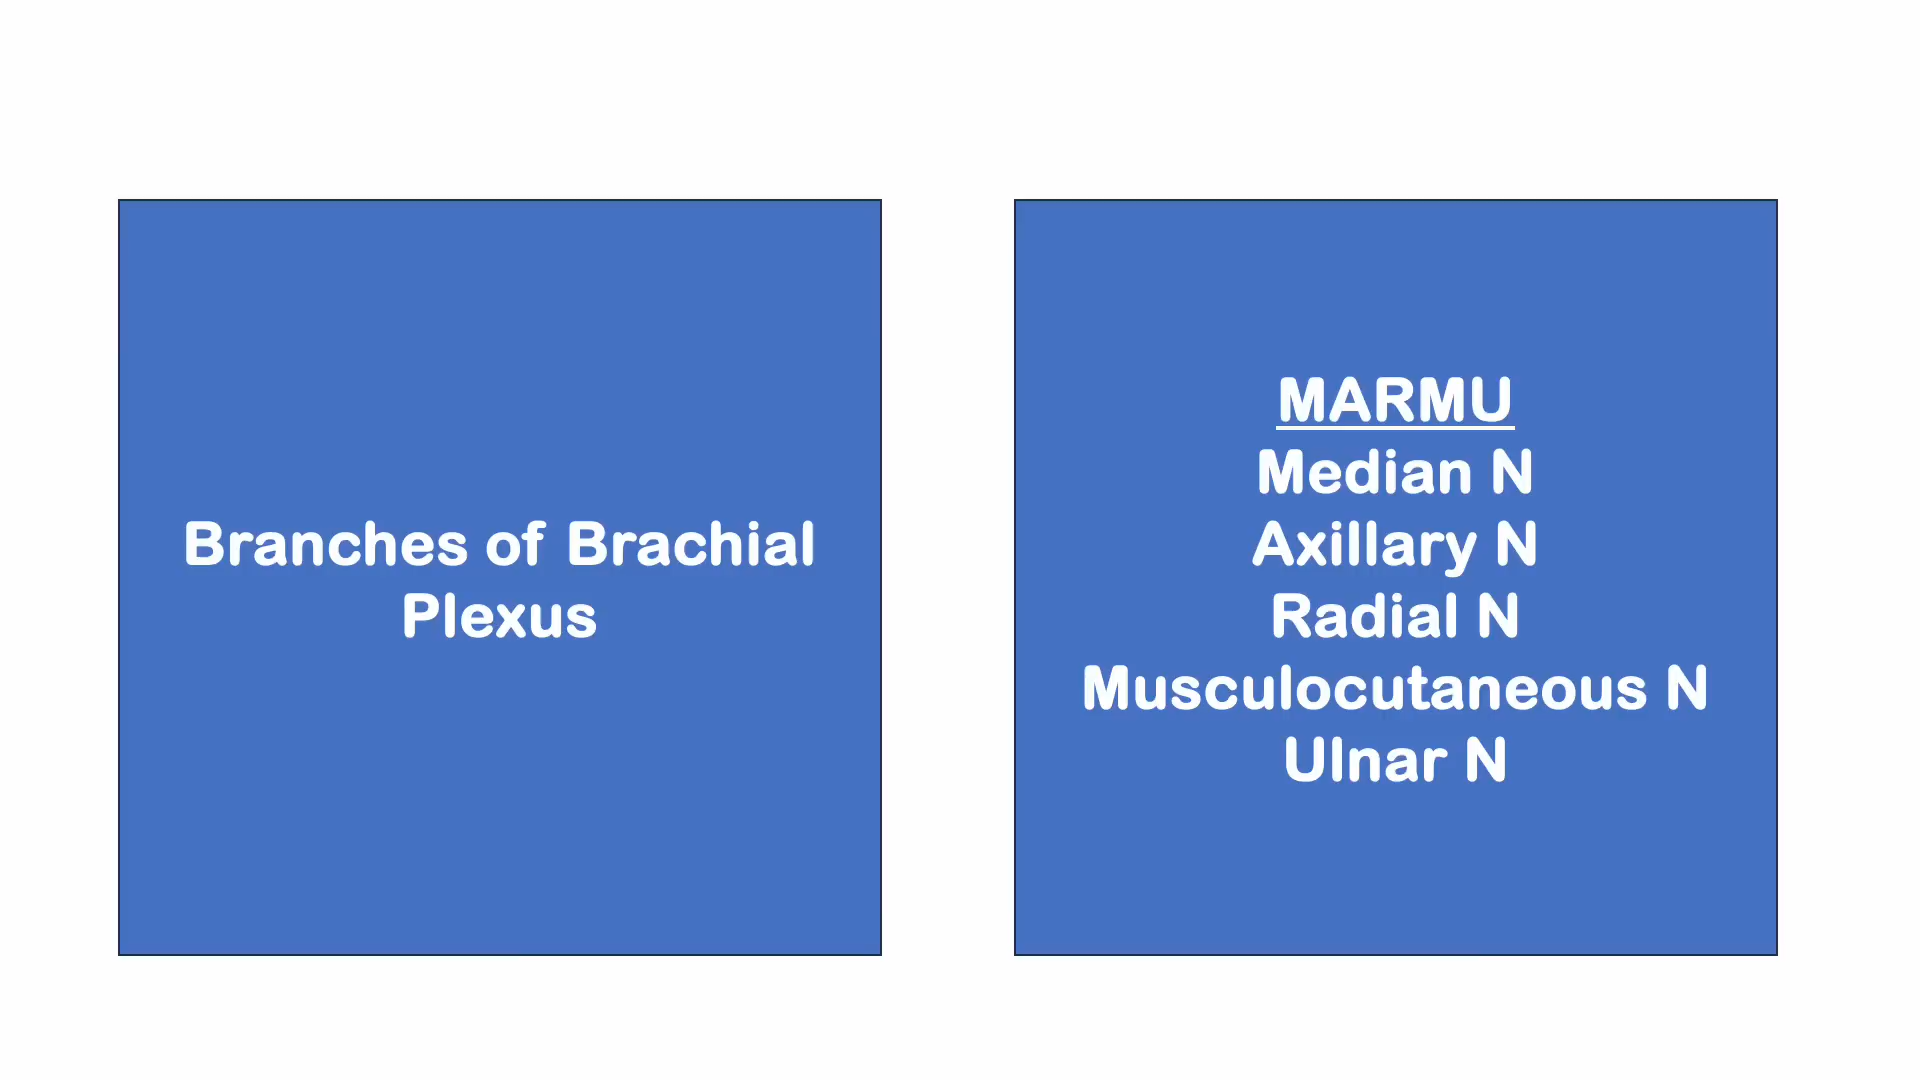 Branches of Brachial
Plexus
MARMU
Median N
Axillary N
Radial N
Musculocutaneous N
Ulnar N